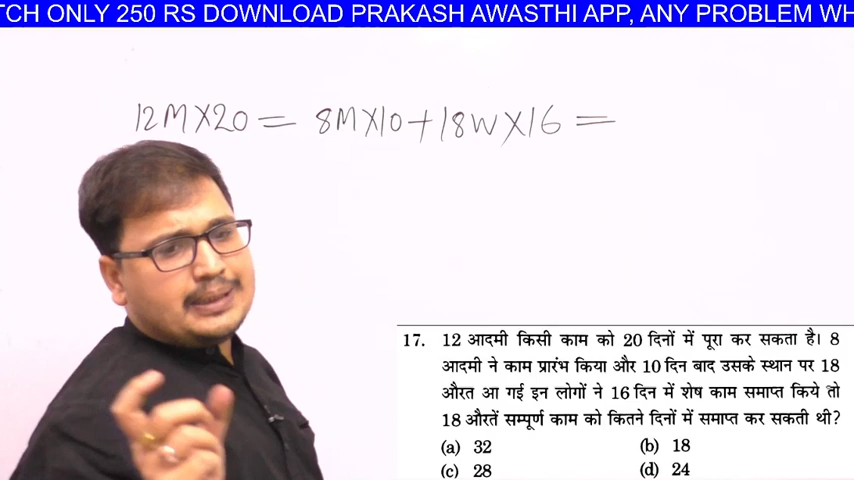 TCH ONLY 250 RS DOWNLOAD PRAKASH AWASTHI APP, ANY PROBLEM WH
12M×20 = 8M×10+18W×16 =
17. 12 आदमी किसी काम को 20 दिनों में पूरा कर सकता है। 8
आदमी ने काम प्रारंभ किया और 10 दिन बाद उसके स्थान पर 18
औरत आ गई इन लोगों ने 16 दिन में शेष काम समाप्त किये तो
18 औरतें सम्पूर्ण काम को कितने दिनों में समाप्त कर सकती थी?
(a) 32 (b) 18
(c) 28 (d) 24